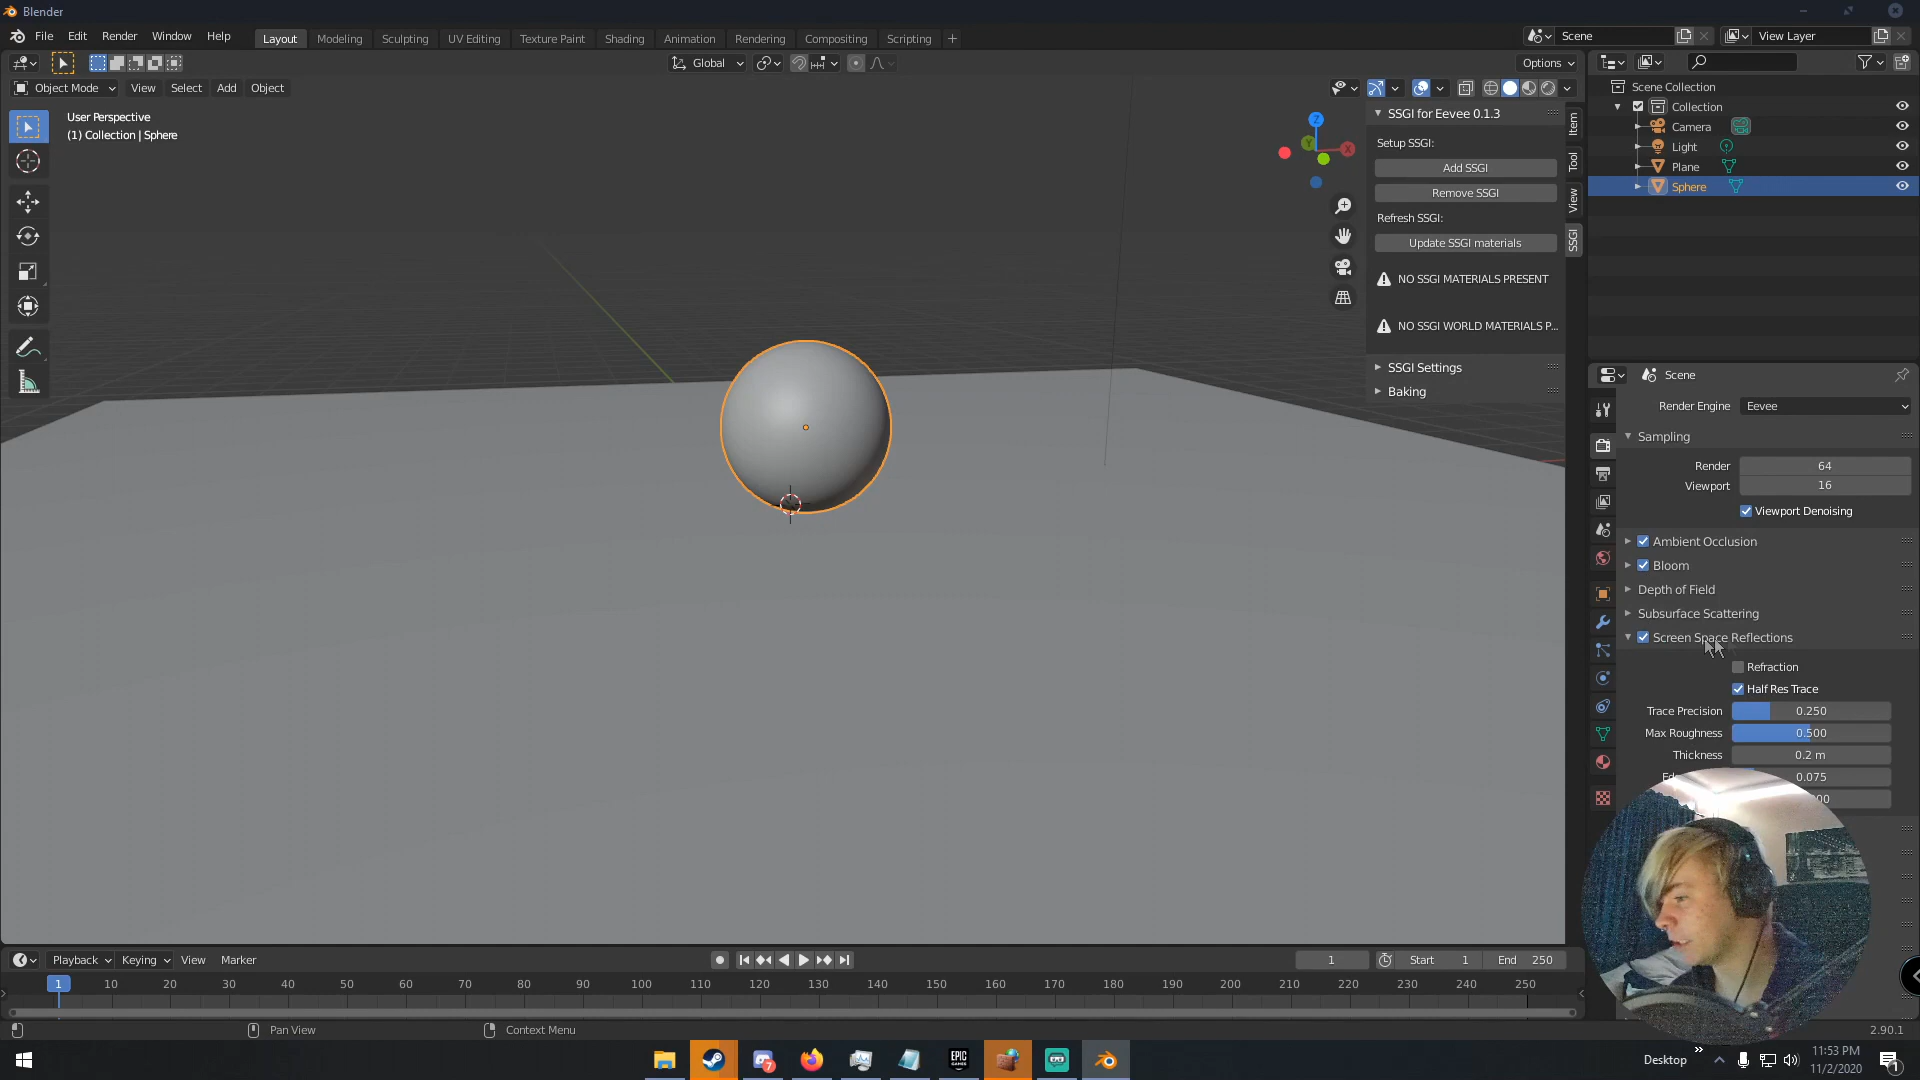 Blender
File Edit Render Window Help
Layout Modeling Sculpting UV Editing Texture Paint Shading Animation Rendering Compositing Scripting +
Scene
View Layer
Global
Options
Object Mode View Select Add Object
User Perspective
(1) Collection | Sphere
Z
Y
X
SSGI for Eevee 0.1.3
Setup SSGI:
Add SSGI
Remove SSGI
Refresh SSGI:
Update SSGI materials
NO SSGI MATERIALS PRESENT
NO SSGI WORLD MATERIALS P...
SSGI Settings
Baking
Item
Tool
View
SSGI
Scene Collection
Collection
Camera
Light
Plane
Sphere
Scene
Render Engine Eevee
Sampling
Render 64
Viewport 16
Viewport Denoising
Ambient Occlusion
Bloom
Depth of Field
Subsurface Scattering
Screen Space Reflections
Refraction
Half Res Trace
Trace Precision 0.250
Max Roughness 0.500
Thickness 0.2 m
0.075
Playback Keying View Marker
1 Start 1 End 250
1 10 20 30 40 50 60 70 80 90 100 110 120 130 140 150 160 170 180 190 200 210 220 230 240 250
Pan View
Context Menu
2.90.1
7
EPIC GAMES
Desktop
11:53 PM
11/2/2020
1